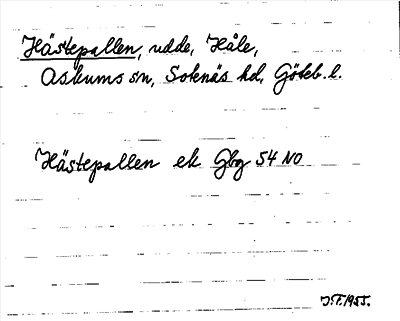 Hästepallen, udde, Håle,
Askums sn, Sotenäs hd, Göteb. l.
Hästepallen ek Gbg 54 NO
J.T. 1955.